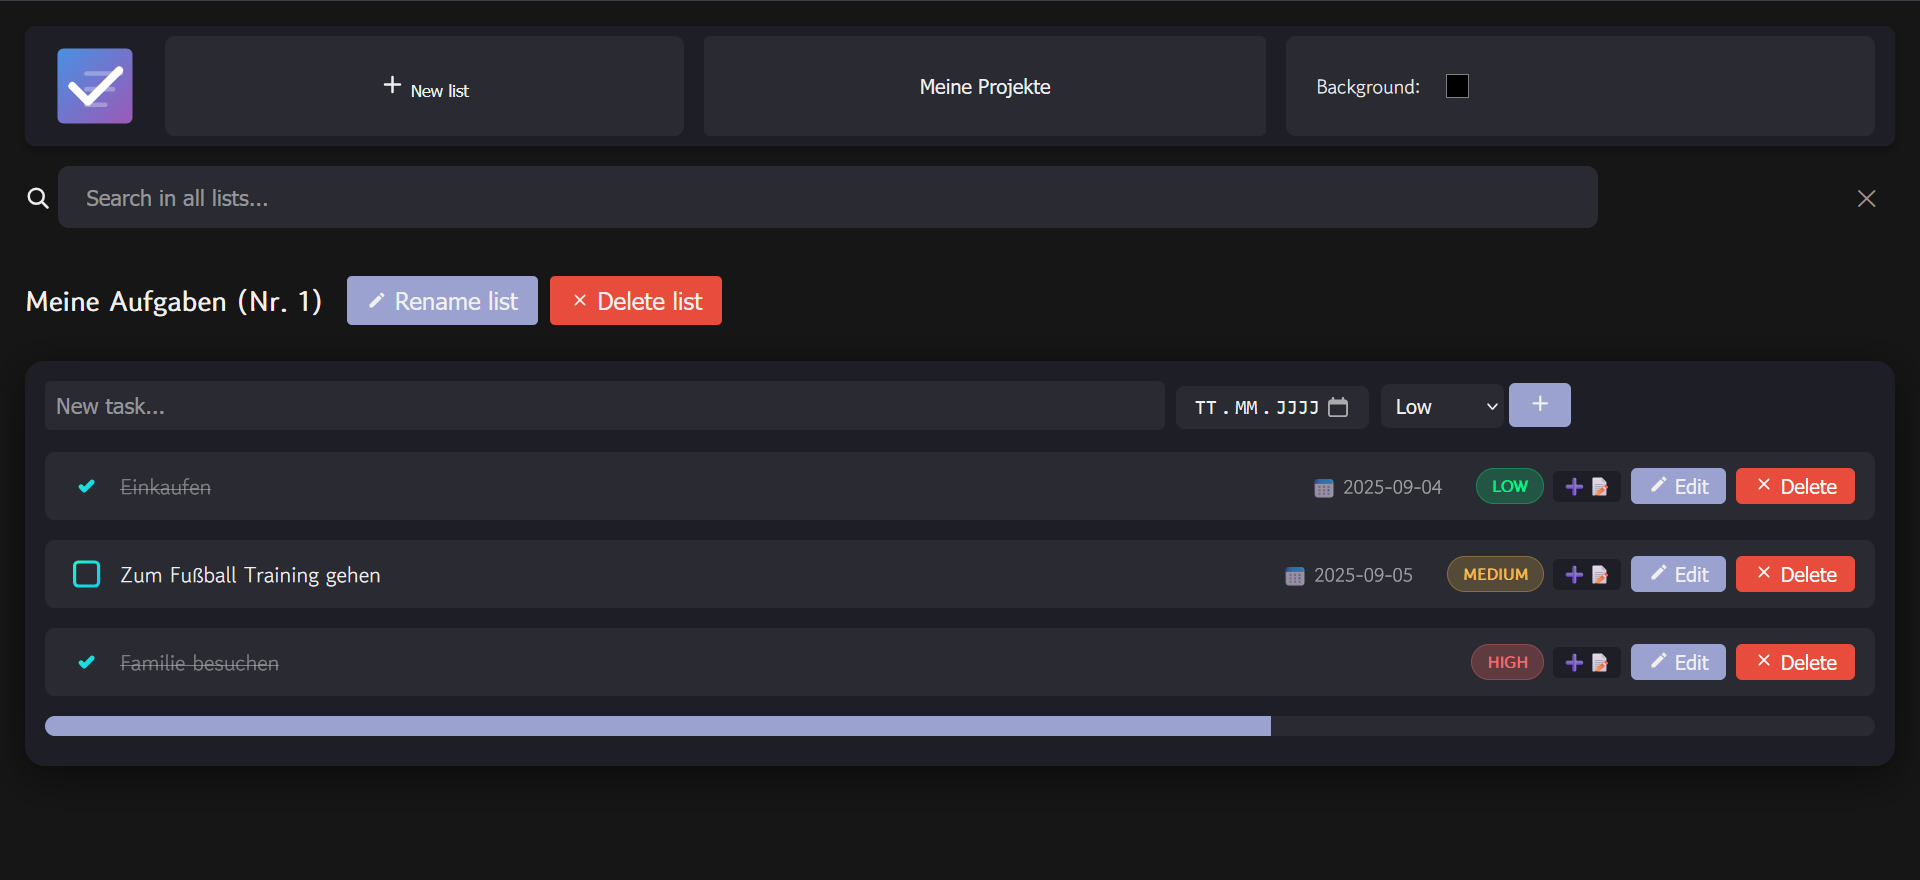 New list
Meine Projekte
Background:
Search in all lists...
Meine Aufgaben (Nr. 1)
Rename list
Delete list
New task...
TT.MM.JJJJ
Low
+
Einkaufen
2025-09-04
LOW
Edit
Delete
Zum Fußball Training gehen
2025-09-05
MEDIUM
Edit
Delete
Familie besuchen
HIGH
Edit
Delete